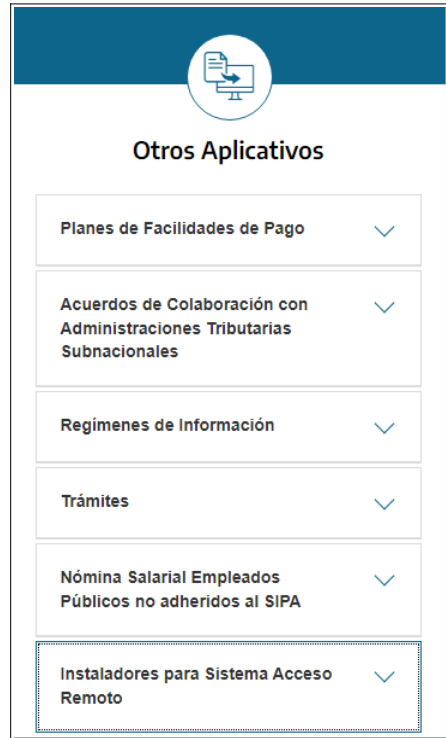 Otros Aplicativos
Planes de Facilidades de Pago
Acuerdos de Colaboración con
Administraciones Tributarias
Subnacionales
Regímenes de Información
Trámites
Nómina Salarial Empleados
Públicos no adheridos al SIPA
Instaladores para Sistema Acceso
Remoto